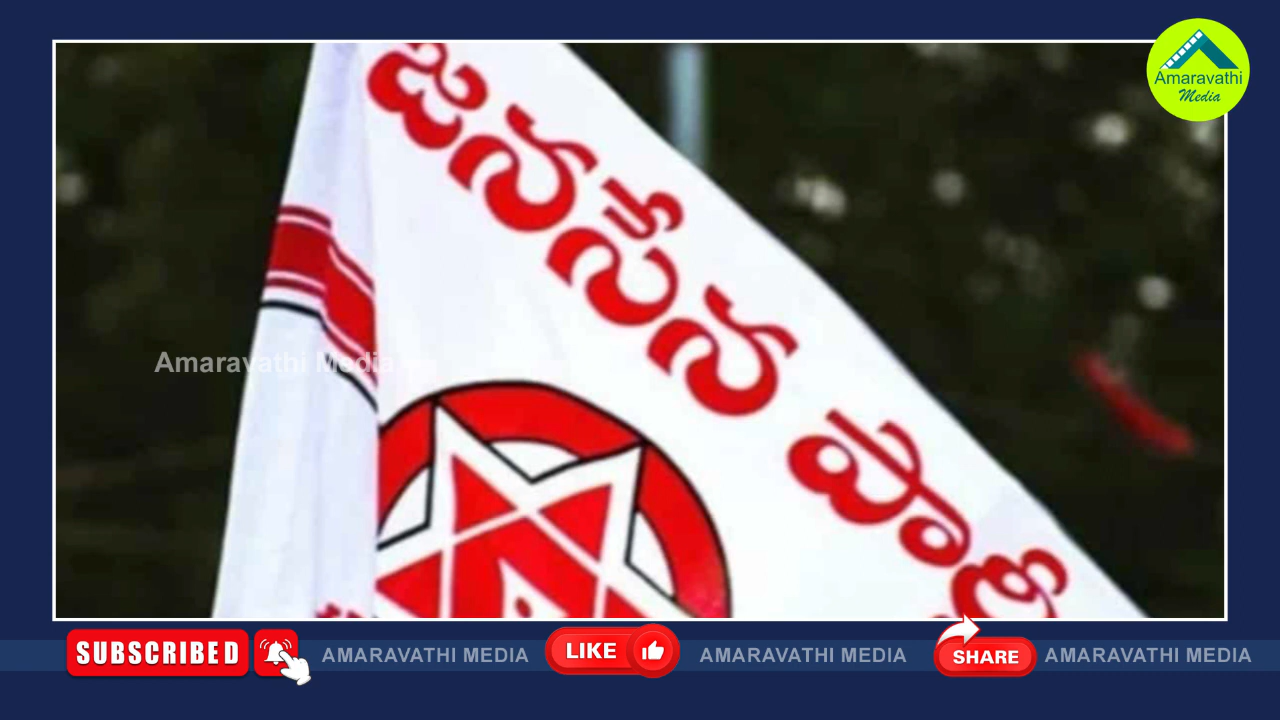 Amaravathi
Media
జనసేన పార్టీ
Amaravathi Media
SUBSCRIBED
AMARAVATHI MEDIA
LIKE
AMARAVATHI MEDIA
SHARE
AMARAVATHI MEDIA